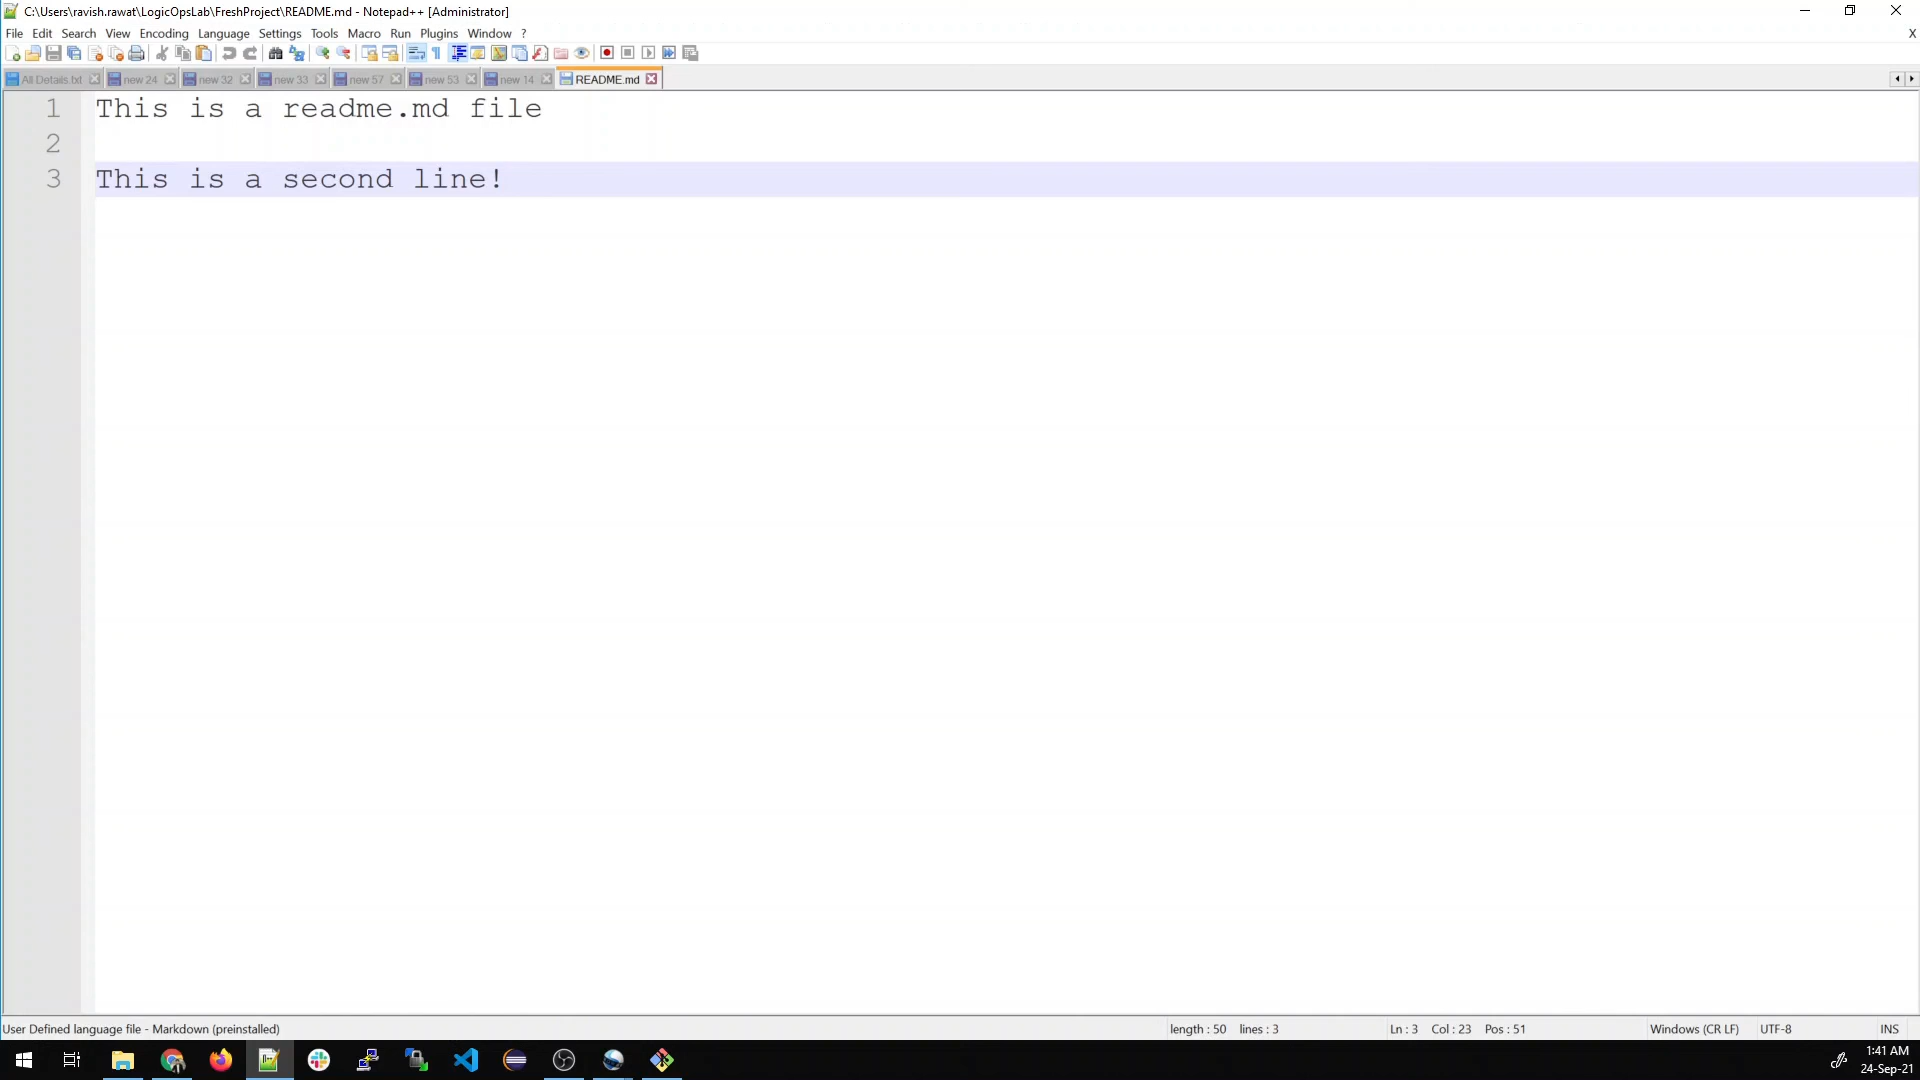 C:\Users\ravish.rawat\LogicOpsLab\FreshProject\README.md - Notepad++ [Administrator]
File Edit Search View Encoding Language Settings Tools Macro Run Plugins Window ? X
All Details.txt new 24 new 32 new 33 new 57 new 53 new 14 README.md
1 This is a readme.md file
2
3 This is a second line!
User Defined language file - Markdown (preinstalled) length : 50 lines : 3 Ln : 3 Col : 23 Pos : 51 Windows (CR LF) UTF-8 INS
1:41 AM
24-Sep-21